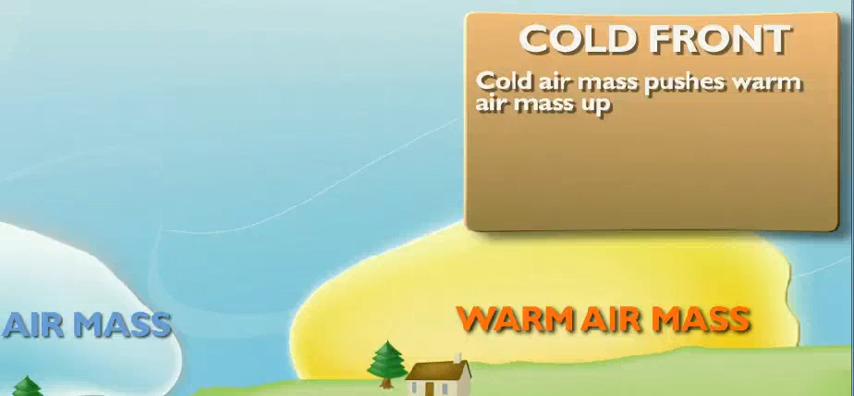 COLD FRONT
Cold air mass pushes warm
air mass up
AIR MASS
WARM AIR MASS